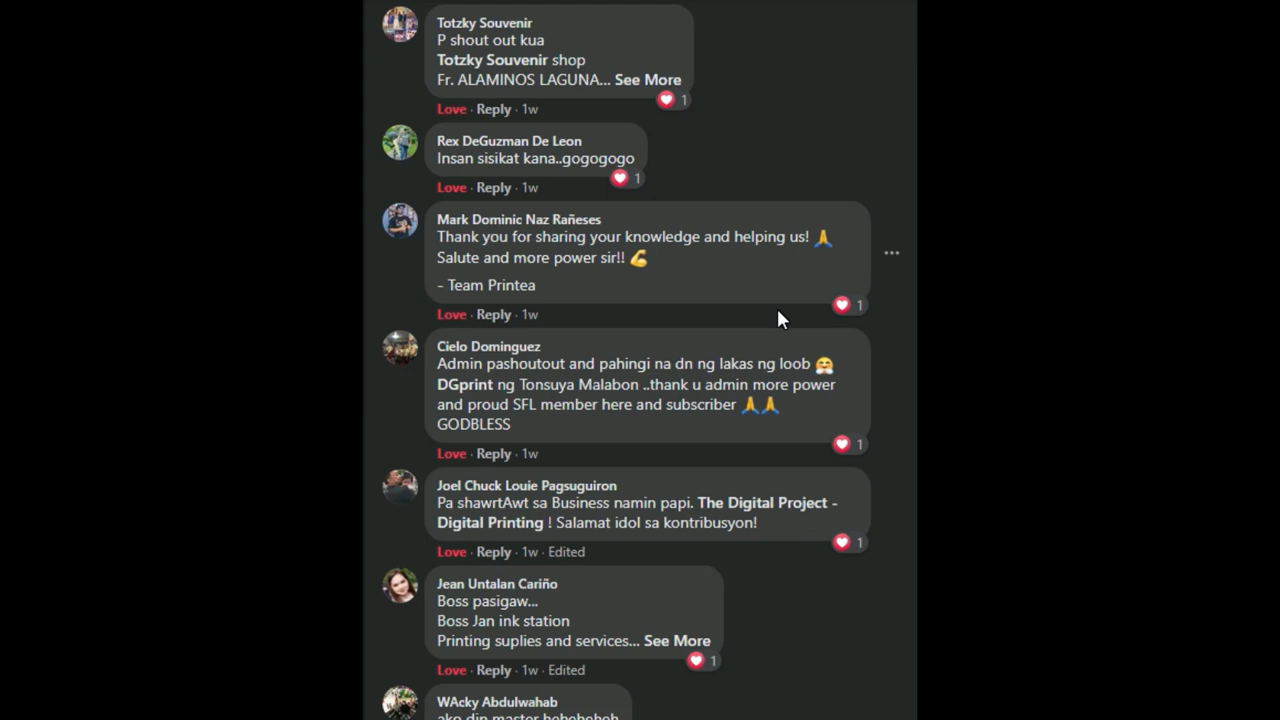 Totzky Souvenir
P shout out kua
Totzky Souvenir shop
Fr. ALAMINOS LAGUNA... See More
1
Love · Reply · 1w
Rex DeGuzman De Leon
Insan sisikat kana..gogogogo
1
Love · Reply · 1w
Mark Dominic Naz Rañeses
Thank you for sharing your knowledge and helping us! 🙏
Salute and more power sir!! 💪
- Team Printea
1
Love · Reply · 1w
Cielo Dominguez
Admin pashoutout and pahingi na dn ng lakas ng loob 🤗
DGprint ng Tonsuya Malabon ..thank u admin more power
and proud SFL member here and subscriber 🙏🙏
GODBLESS
1
Love · Reply · 1w
Joel Chuck Louie Pagsuguiron
Pa shawrtAwt sa Business namin papi. The Digital Project -
Digital Printing ! Salamat idol sa kontribusyon!
1
Love · Reply · 1w · Edited
Jean Untalan Cariño
Boss pasigaw...
Boss Jan ink station
Printing suplies and services... See More
1
Love · Reply · 1w · Edited
WAcky Abdulwahab
ako din master heheheheh